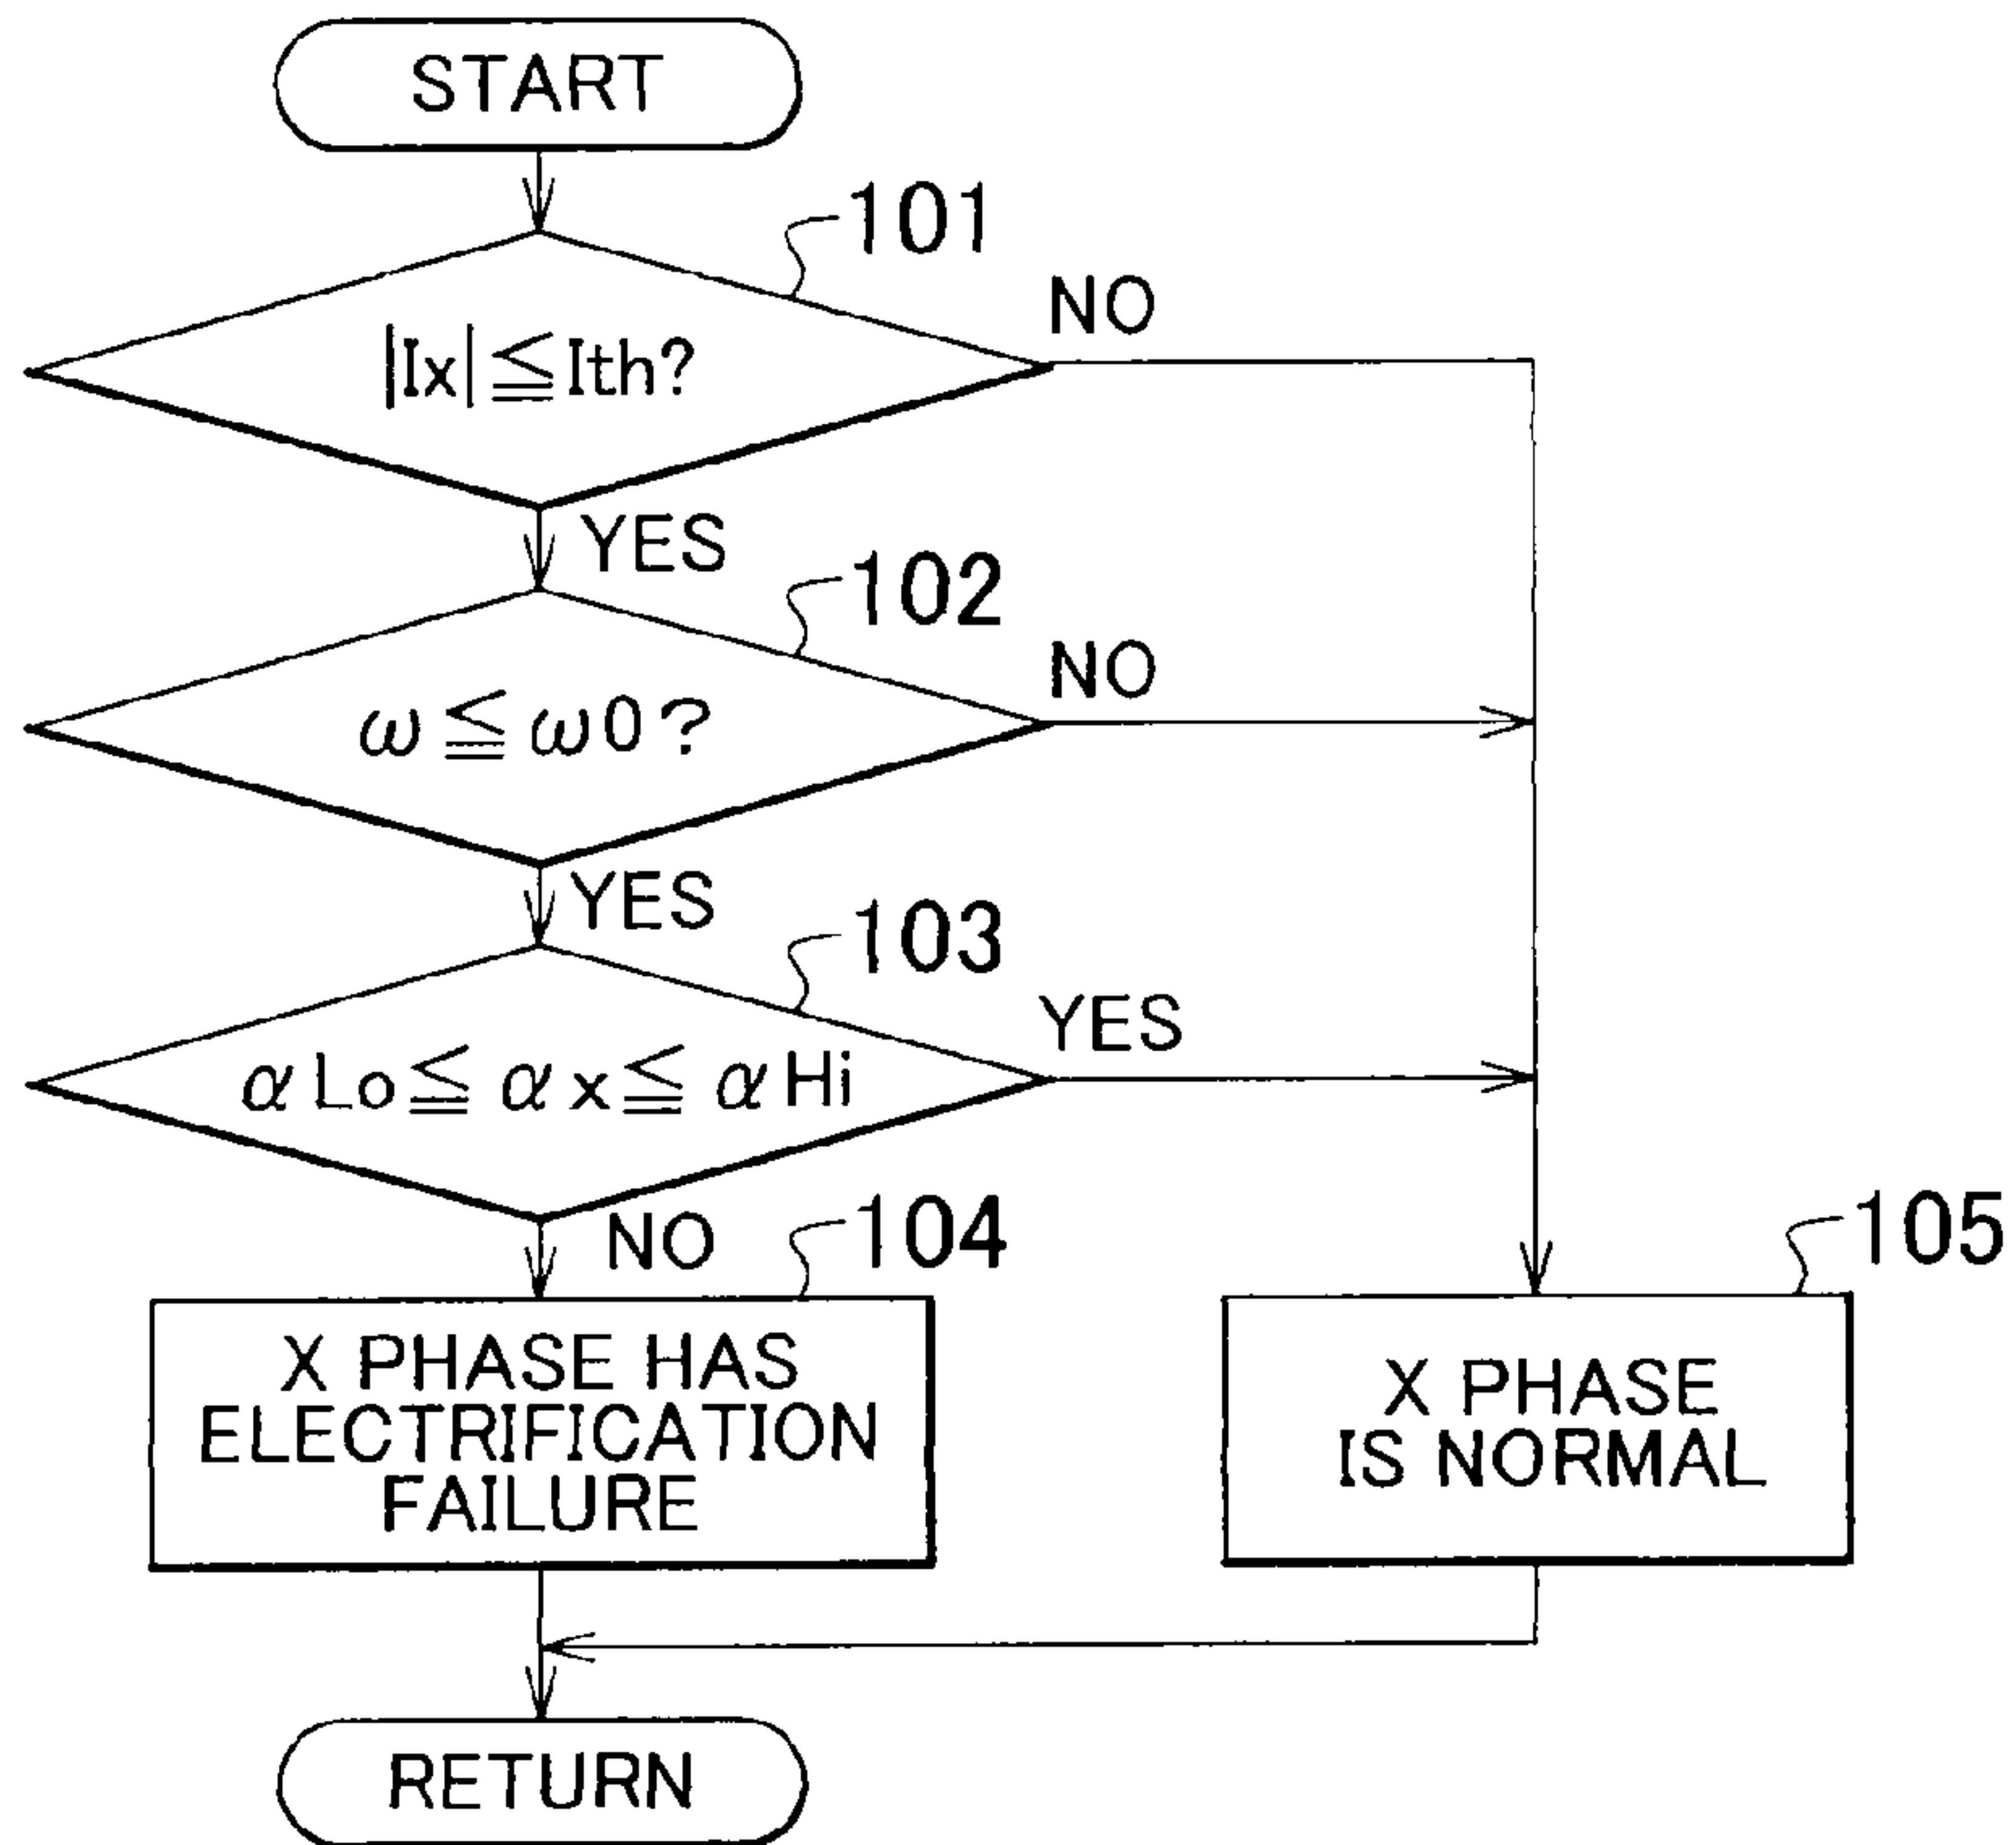 START
101
|Ix|≦Ith?
NO
YES
102
ω≦ω0?
NO
YES
103
αLo≦αx≦αHi
YES
NO
104
X PHASE HAS
ELECTRIFICATION
FAILURE
105
X PHASE
IS NORMAL
RETURN